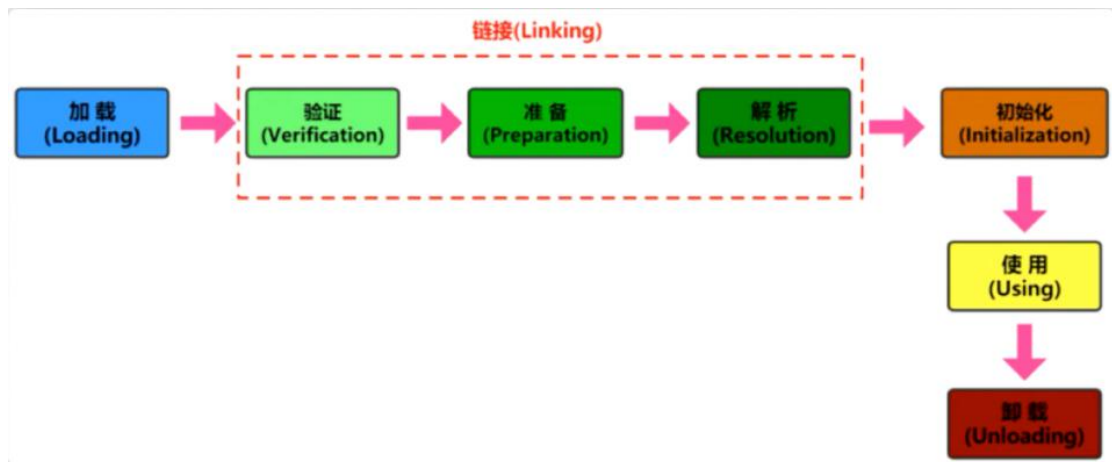 链接(Linking)
加 载
(Loading)
验证
(Verification)
准 备
(Preparation)
解 析
(Resolution)
初始化
(Initialization)
使 用
(Using)
卸 载
(Unloading)